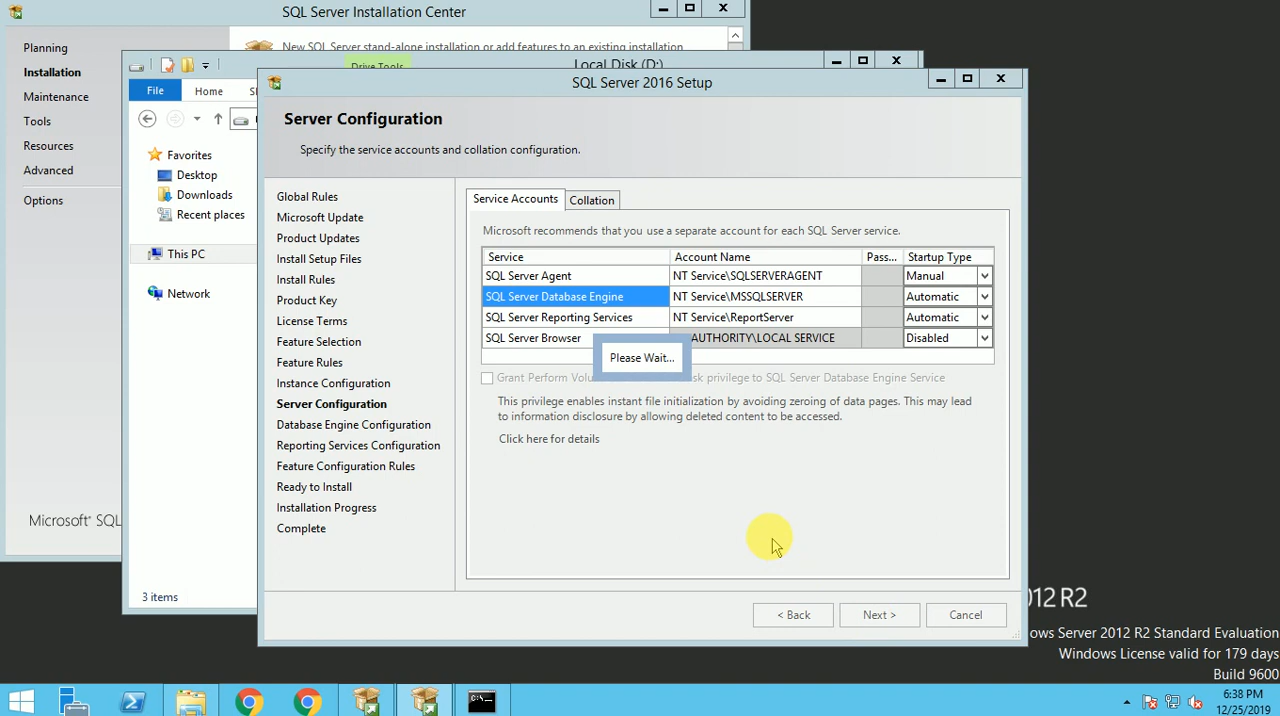 SQL Server Installation Center
Planning
Installation
Maintenance
Tools
Resources
Advanced
Options
New SQL Server stand-alone installation or add features to an existing installation
Microsoft® SQL
Drive Tools
Local Disk (D:)
File
Home
Favorites
Desktop
Downloads
Recent places
This PC
Network
3 items
SQL Server 2016 Setup
Server Configuration
Specify the service accounts and collation configuration.
Global Rules
Microsoft Update
Product Updates
Install Setup Files
Install Rules
Product Key
License Terms
Feature Selection
Feature Rules
Instance Configuration
Server Configuration
Database Engine Configuration
Reporting Services Configuration
Feature Configuration Rules
Ready to Install
Installation Progress
Complete
Service Accounts Collation
Microsoft recommends that you use a separate account for each SQL Server service.
Service Account Name Pass... Startup Type
SQL Server Agent NT Service\SQLSERVERAGENT Manual
SQL Server Database Engine NT Service\MSSQLSERVER Automatic
SQL Server Reporting Services NT Service\ReportServer Automatic
SQL Server Browser AUTHORITY\LOCAL SERVICE Disabled
Please Wait...
Grant Perform Volu sk privilege to SQL Server Database Engine Service
This privilege enables instant file initialization by avoiding zeroing of data pages. This may lead
to information disclosure by allowing deleted content to be accessed.
Click here for details
< Back Next > Cancel
012 R2
ows Server 2012 R2 Standard Evaluation
Windows License valid for 179 days
Build 9600
6:38 PM
12/25/2019